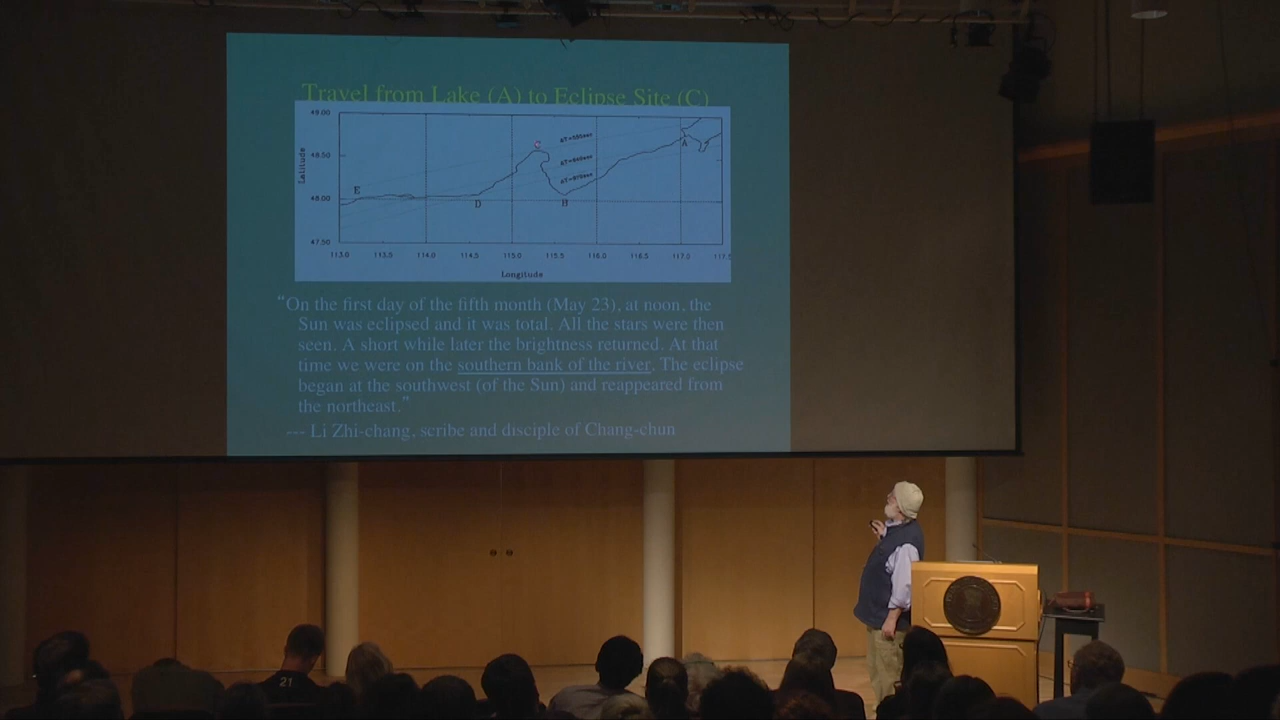 Travel from Lake (A) to Eclipse Site (C)
49.00
48.50
48.00
47.50
Latitude
C
A
E
D
B
ΔT=
ΔT=
ΔT=
113.0 113.5 114.0 114.5 115.0 115.5 116.0 116.5 117.0 117.5
Longitude
“On the first day of the fifth month (May 23), at noon, the
Sun was eclipsed and it was total. All the stars were then
seen. A short while later the brightness returned. At that
time we were on the southern bank of the river. The eclipse
began at the southwest (of the Sun) and reappeared from
the northeast.”
--- Li Zhi-chang, scribe and disciple of Chang-chun
21